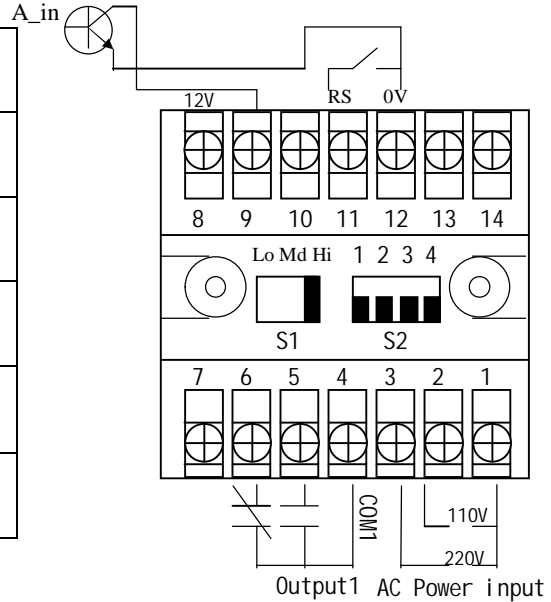 A_in
12V RS 0V
8 9 10 11 12 13 14
Lo Md Hi 1 2 3 4
S1 S2
7 6 5 4 3 2 1
COM1
110V
220V
Output1 AC Power input